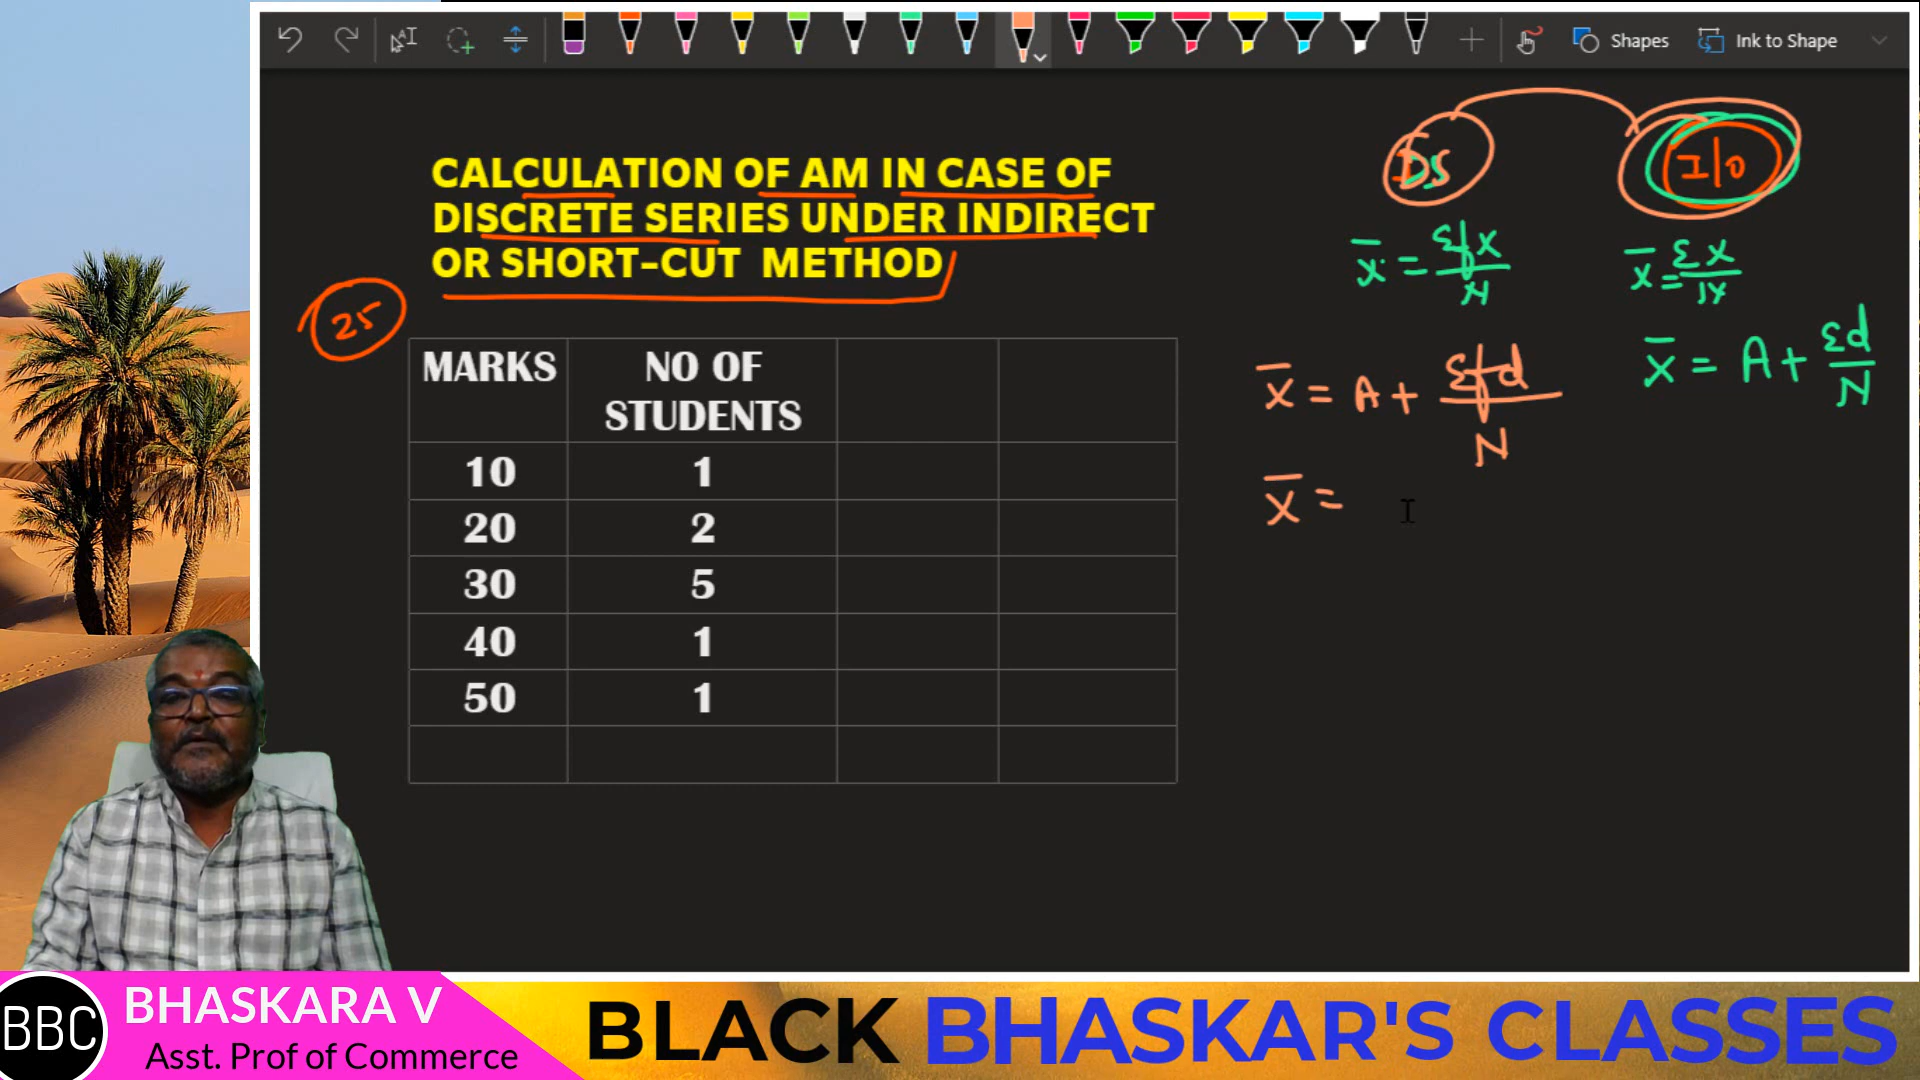 Shapes
Ink to Shape
CALCULATION OF AM IN CASE OF
DISCRETE SERIES UNDER INDIRECT
OR SHORT-CUT METHOD
25
DS
I/O
x̄ = Σfx/N
x̄ = Σx/N
x̄ = A + Σfd/N
x̄ = A + Σd/N
x̄ =
MARKS NO OF STUDENTS
10 1
20 2
30 5
40 1
50 1
BBC
BHASKARA V
Asst. Prof of Commerce
BLACK BHASKAR'S CLASSES